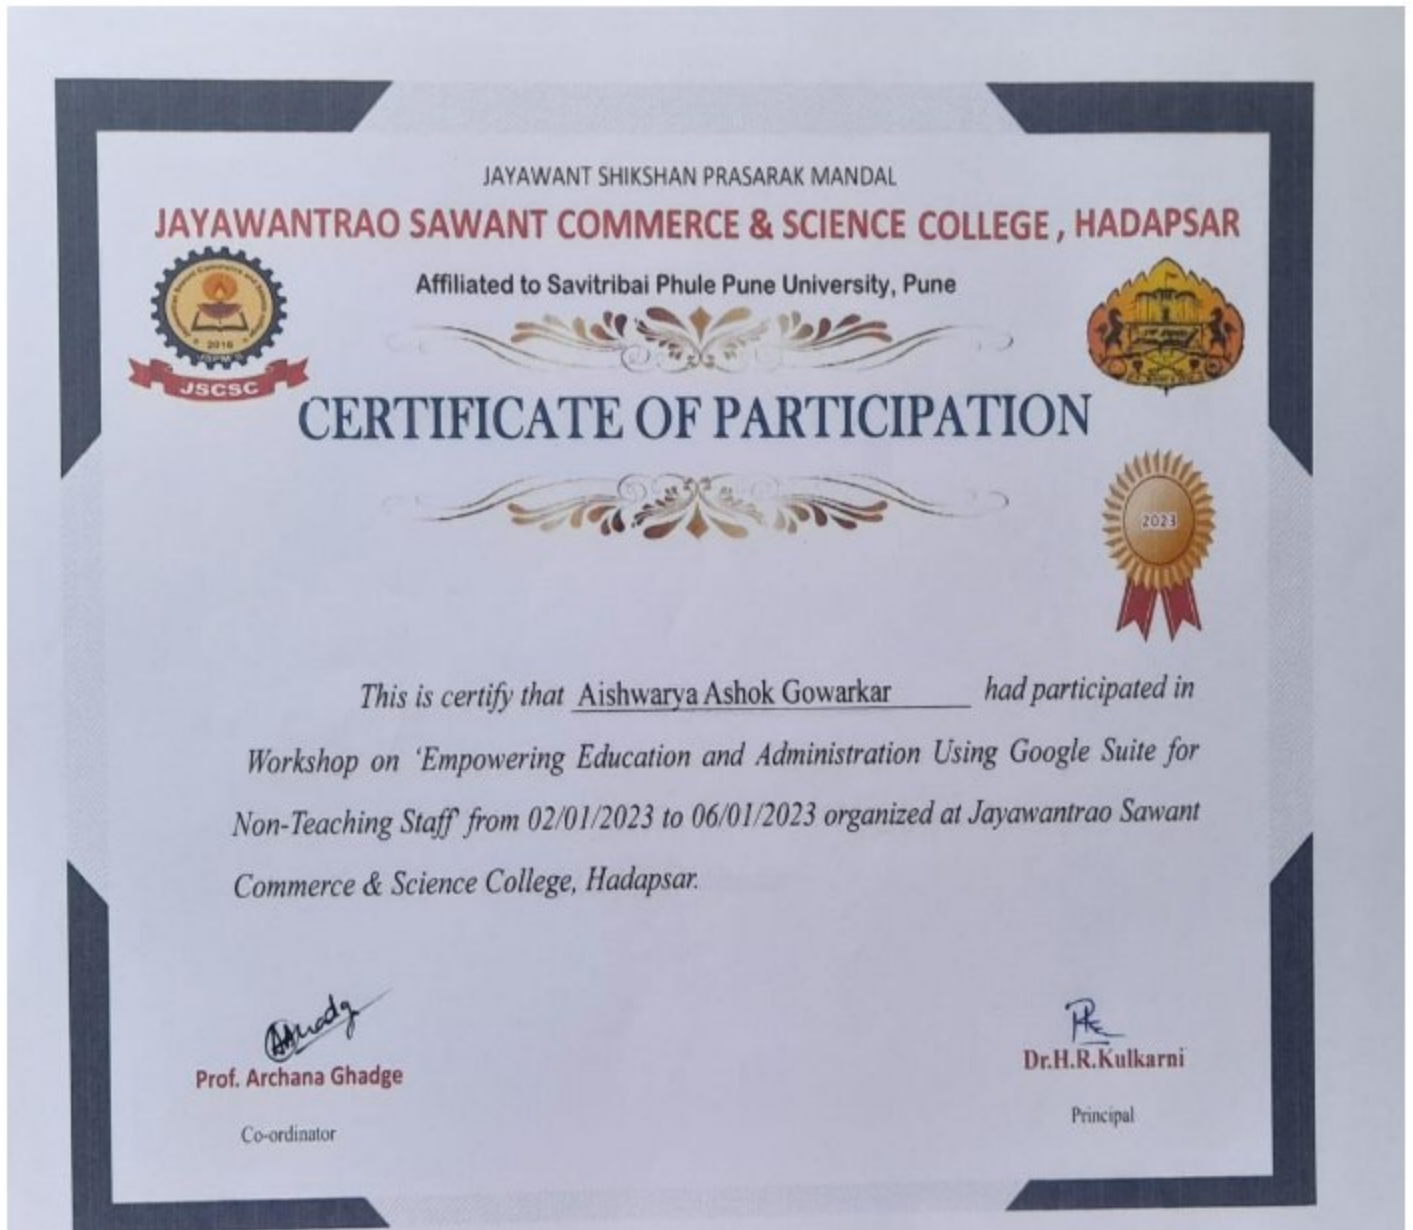 JAYAWANT SHIKSHAN PRASARAK MANDAL
JAYAWANTRAO SAWANT COMMERCE & SCIENCE COLLEGE , HADAPSAR
Affiliated to Savitribai Phule Pune University, Pune
2016
JSPM'S
JSCSC
CERTIFICATE OF PARTICIPATION
2023
This is certify that Aishwarya Ashok Gowarkar had participated in
Workshop on ‘Empowering Education and Administration Using Google Suite for
Non-Teaching Staff’ from 02/01/2023 to 06/01/2023 organized at Jayawantrao Sawant
Commerce & Science College, Hadapsar.
Prof. Archana Ghadge
Co-ordinator
Dr.H.R.Kulkarni
Principal